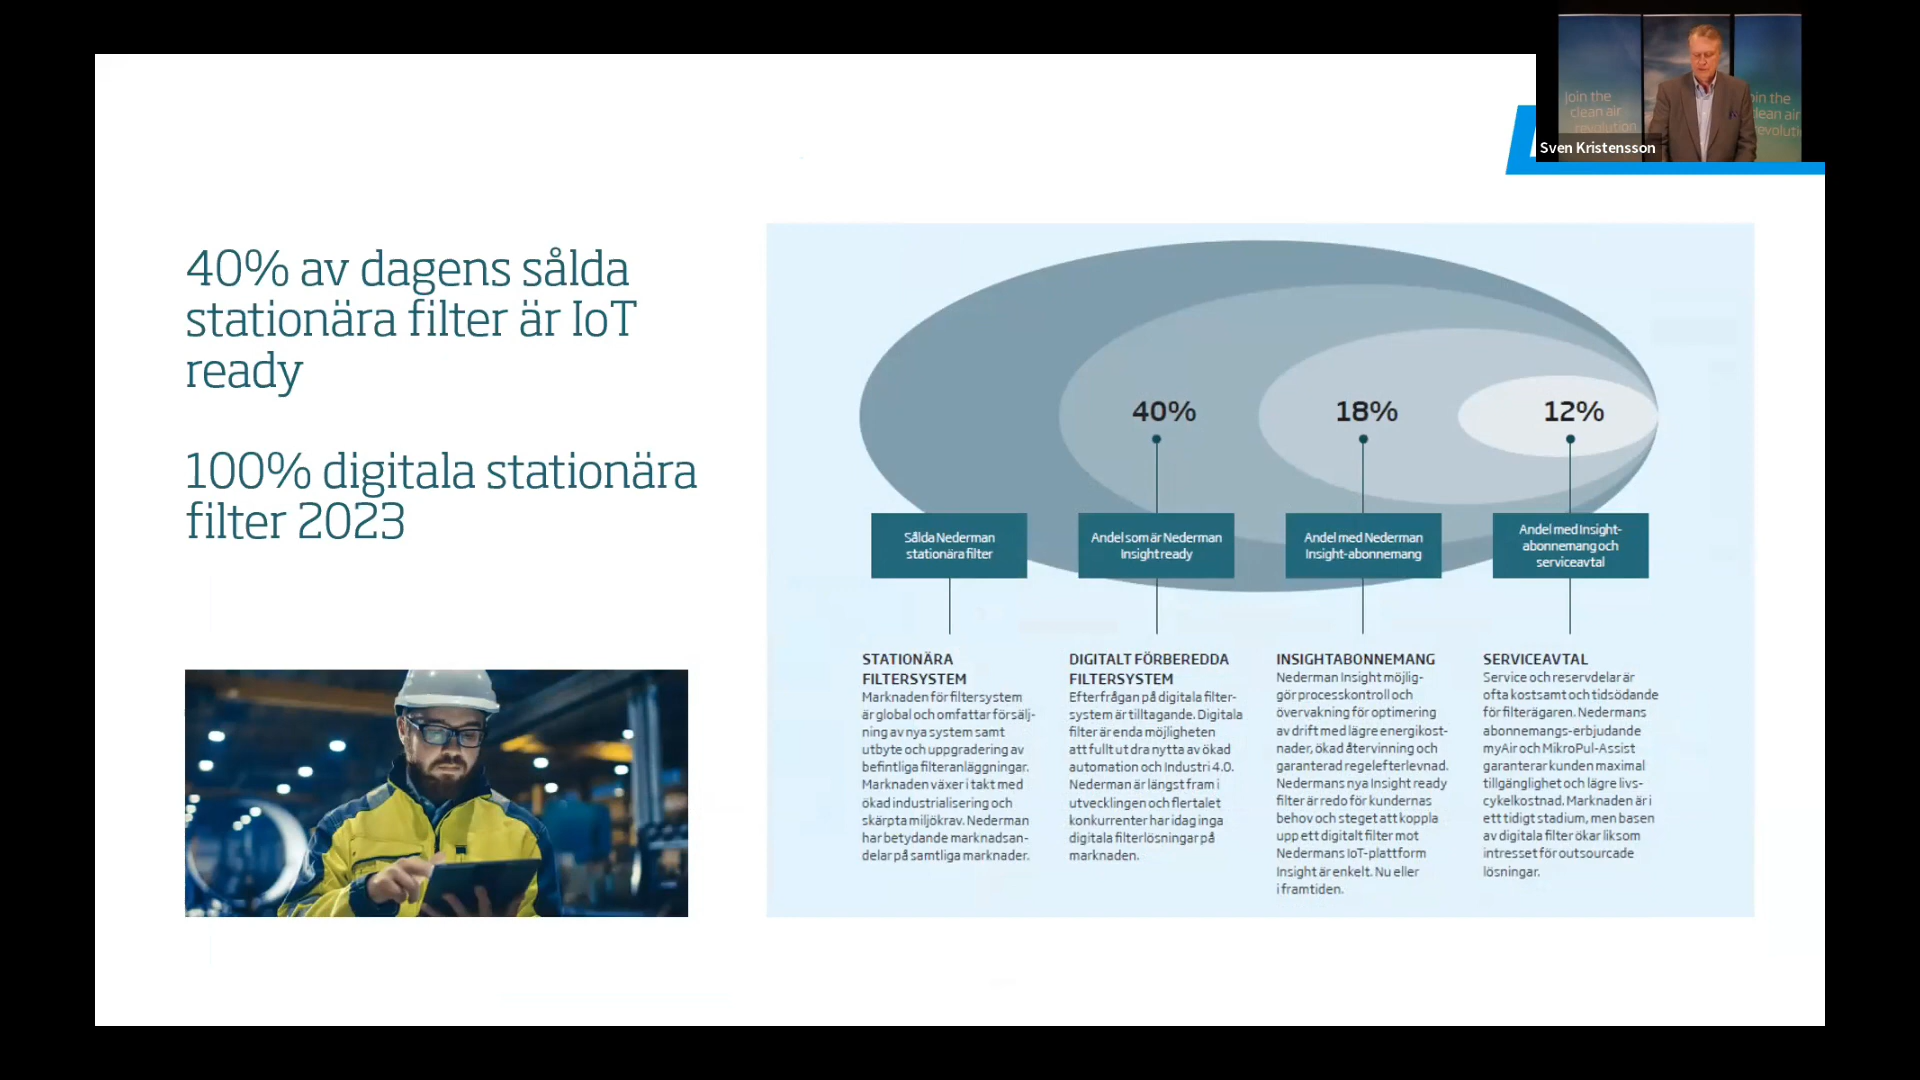 40% av dagens sålda
stationära filter är IoT
ready
100% digitala stationära
filter 2023
Join the
clean air
revolution
Sven Kristensson
40%
18%
12%
Sålda Nederman
stationära filter
Andel som är Nederman
Insight ready
Andel med Nederman
Insight-abonnemang
Andel med Insight-
abonnemang och
serviceavtal
STATIONÄRA
FILTERSYSTEM
Marknaden för filtersystem
är global och omfattar försälj-
ning av nya system samt
utbyte och uppgradering av
befintliga filteranläggningar.
Marknaden växer i takt med
ökad industrialisering och
skärpta miljökrav. Nederman
har betydande marknadsan-
delar på samtliga marknader.
DIGITALT FÖRBEREDDA
FILTERSYSTEM
Efterfrågan på digitala filter-
system är tilltagande. Digitala
filter är enda möjligheten
att fullt ut dra nytta av ökad
automation och Industri 4.0.
Nederman är längst fram i
utvecklingen och flertalet
konkurrenter har idag inga
digitala filterlösningar på
marknaden.
INSIGHTABONNEMANG
Nederman Insight möjlig-
gör processkontroll och
övervakning för optimering
av drift med lägre energikost-
nader, ökad återvinning och
garanterad regelefterlevnad.
Nedermans nya Insight ready
filter är redo för kundernas
behov och steget att koppla
upp ett digitalt filter mot
Nedermans IoT-plattform
Insight är enkelt. Nu eller
i framtiden.
SERVICEAVTAL
Service och reservdelar är
ofta kostsamt och tidsödande
för filterägaren. Nedermans
abonnemangs-erbjudande
myAir och MikroPul-Assist
garanterar kunden maximal
tillgänglighet och lägre livs-
cykelkostnad. Marknaden är i
ett tidigt stadium, men basen
av digitala filter ökar liksom
intresset för outsourcade
lösningar.